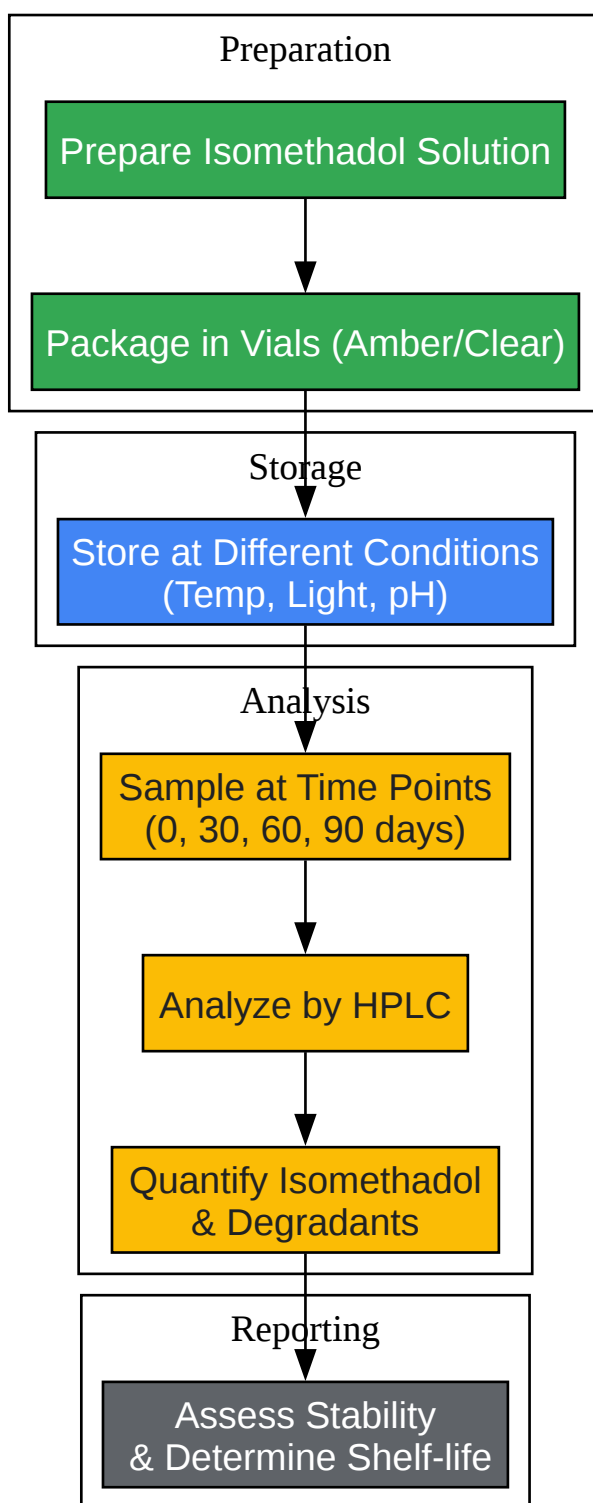 Preparation
Prepare Isomethadol Solution
Package in Vials (Amber/Clear)
Storage
Store at Different Conditions
(Temp, Light, pH)
Analysis
Sample at Time Points
(0, 30, 60, 90 days)
Analyze by HPLC
Quantify Isomethadol
& Degradants
Reporting
Assess Stability
& Determine Shelf-life